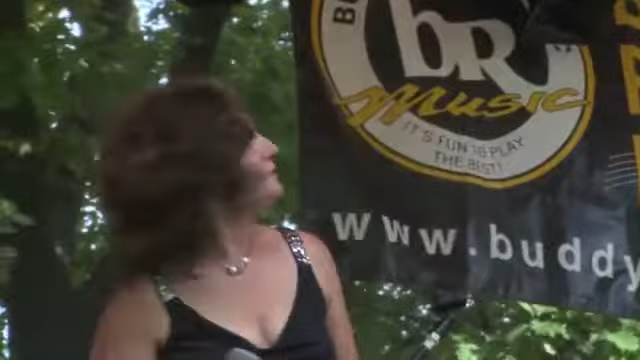 bR
Music
IT'S FUN TO PLAY
THE BEST!
www.buddy